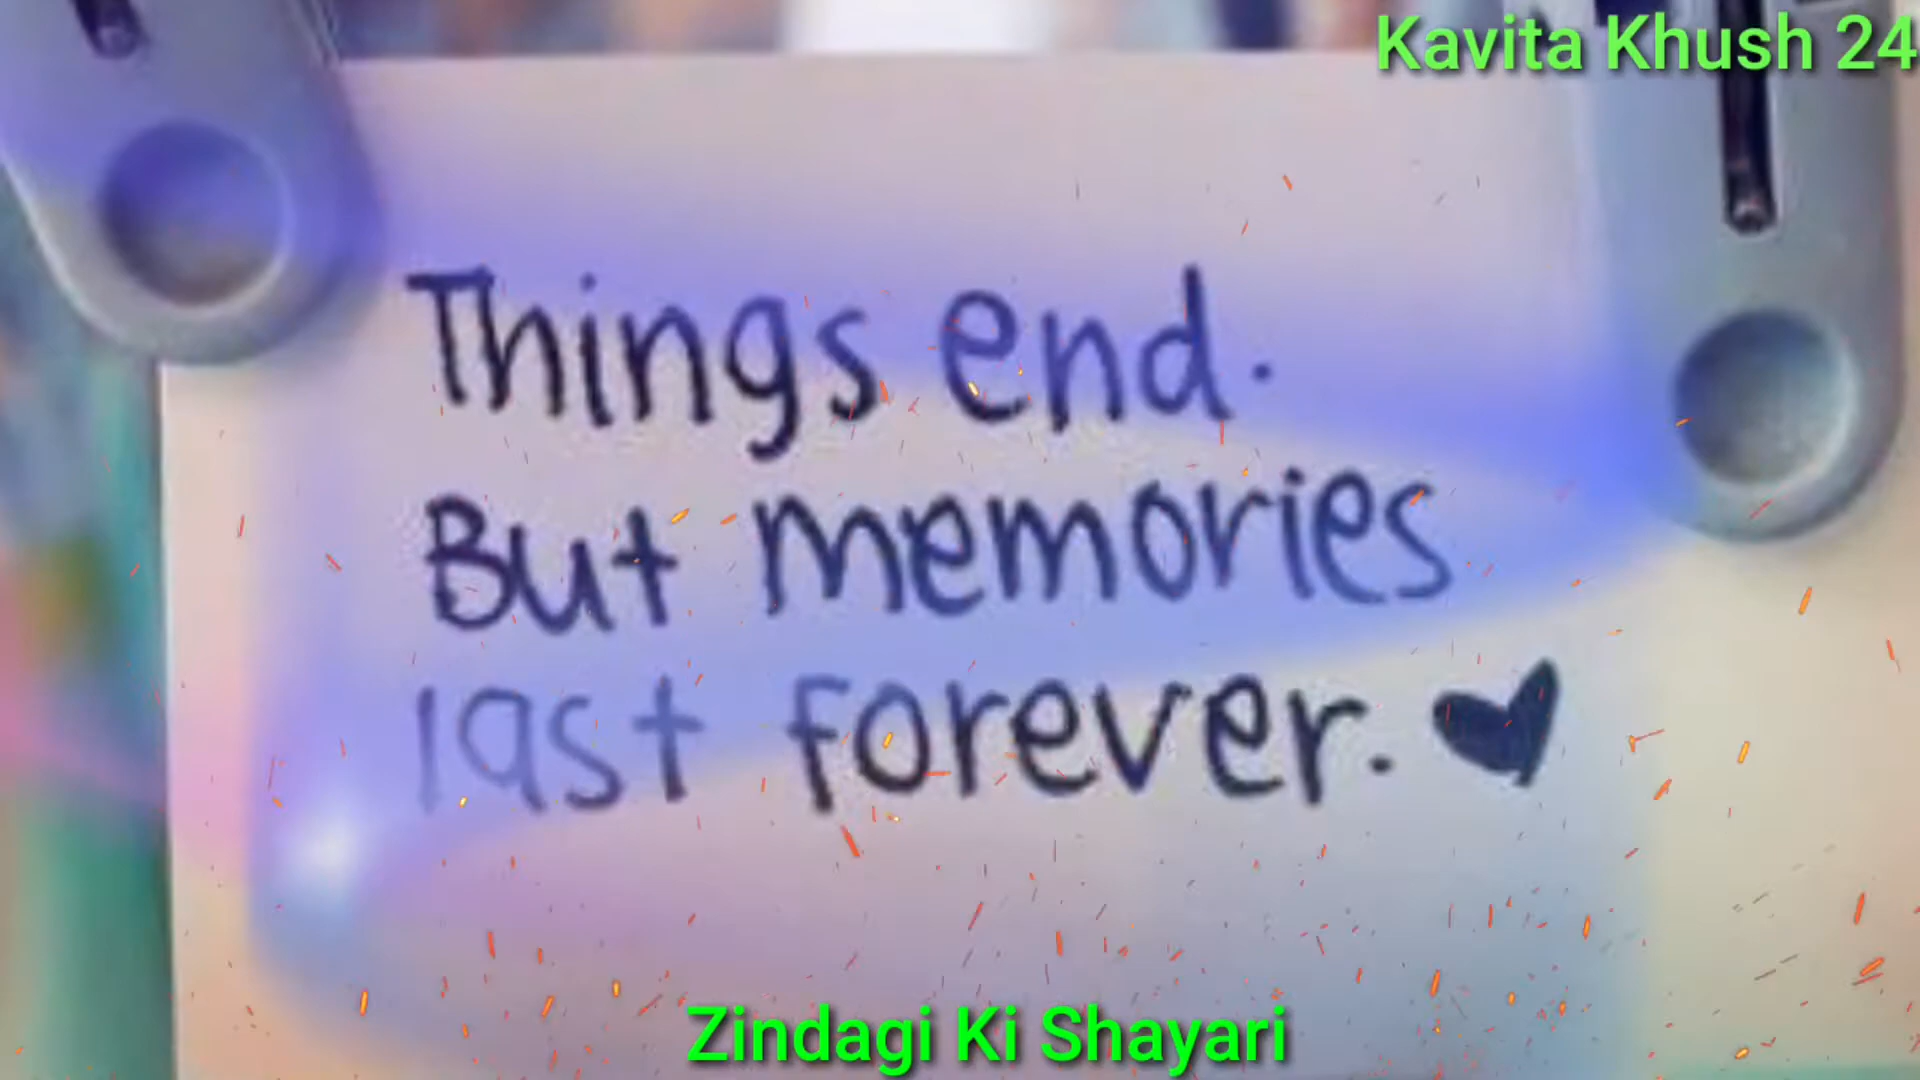 Kavita Khush 24
Things end.
But memories
last forever. ♥
Zindagi Ki Shayari